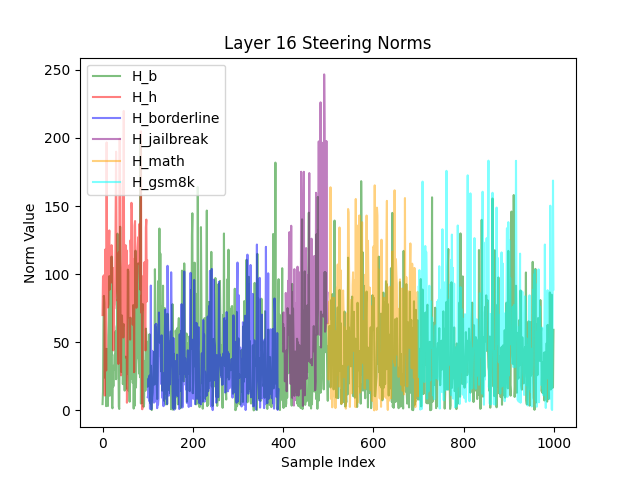 Layer 16 Steering Norms
Norm Value
250
200
150
100
50
0
H_b
H_h
H_borderline
H_jailbreak
H_math
H_gsm8k
0
200
400
600
800
1000
Sample Index